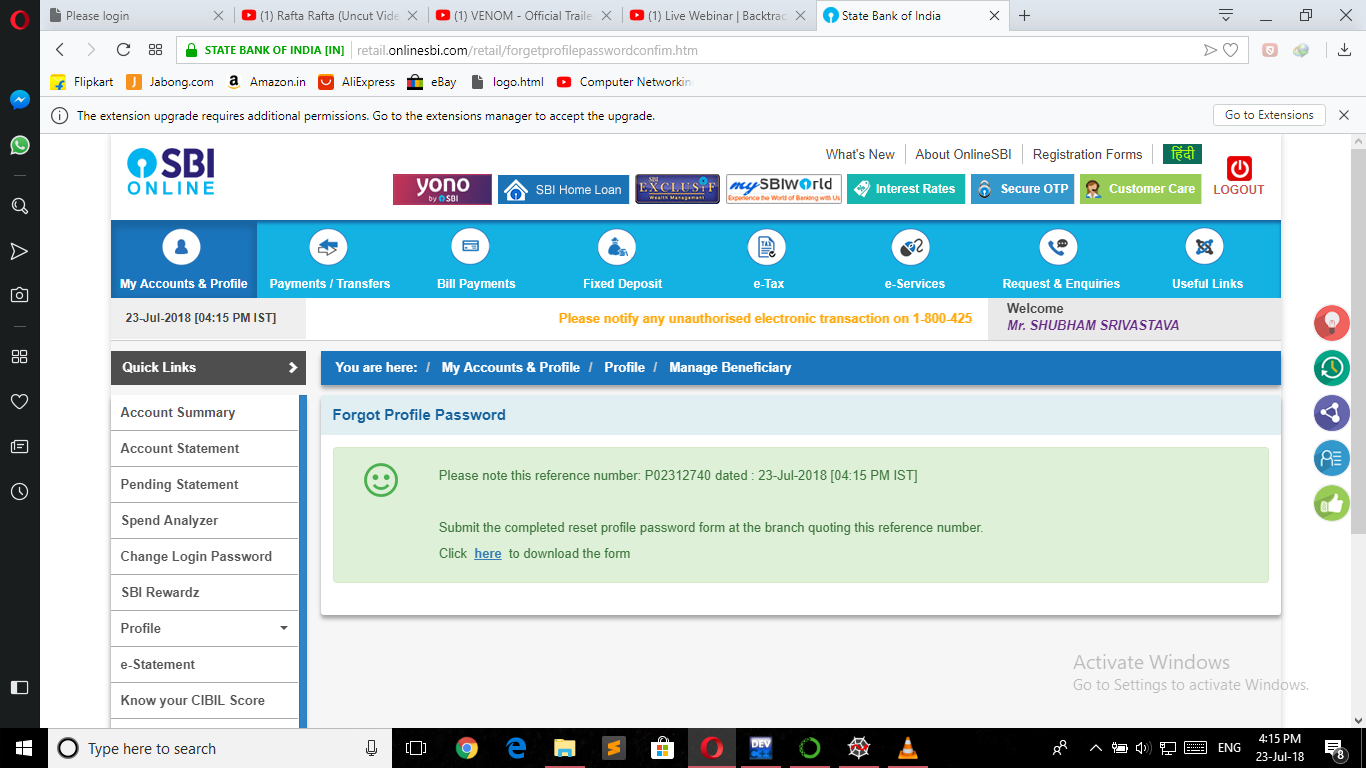 Please login
(1) Rafta Rafta (Uncut Vide
(1) VENOM - Official Traile
(1) Live Webinar | Backtrac
State Bank of India
STATE BANK OF INDIA [IN]
retail.onlinesbi.com/retail/forgetprofilepasswordconfim.htm
Flipkart
Jabong.com
Amazon.in
AliExpress
eBay
logo.html
Computer Networkin
The extension upgrade requires additional permissions. Go to the extensions manager to accept the upgrade.
Go to Extensions
SBI
ONLINE
What's New
About OnlineSBI
Registration Forms
हिंदी
yono
by SBI
SBI Home Loan
SBI
EXCLUSIF
Wealth Management
my SBI World
Experience the World of Banking with Us
Interest Rates
Secure OTP
Customer Care
LOGOUT
My Accounts & Profile
Payments / Transfers
Bill Payments
Fixed Deposit
TAX
e-Tax
e-Services
Request & Enquiries
Useful Links
23-Jul-2018 [04:15 PM IST]
Please notify any unauthorised electronic transaction on 1-800-425
Welcome
Mr. SHUBHAM SRIVASTAVA
Quick Links
You are here: / My Accounts & Profile / Profile / Manage Beneficiary
Account Summary
Account Statement
Pending Statement
Spend Analyzer
Change Login Password
SBI Rewardz
Profile
e-Statement
Know your CIBIL Score
Forgot Profile Password
Please note this reference number: P02312740 dated : 23-Jul-2018 [04:15 PM IST]
Submit the completed reset profile password form at the branch quoting this reference number.
Click here to download the form
Activate Windows
Go to Settings to activate Windows.
Type here to search
DEV
ENG
4:15 PM
23-Jul-18
8